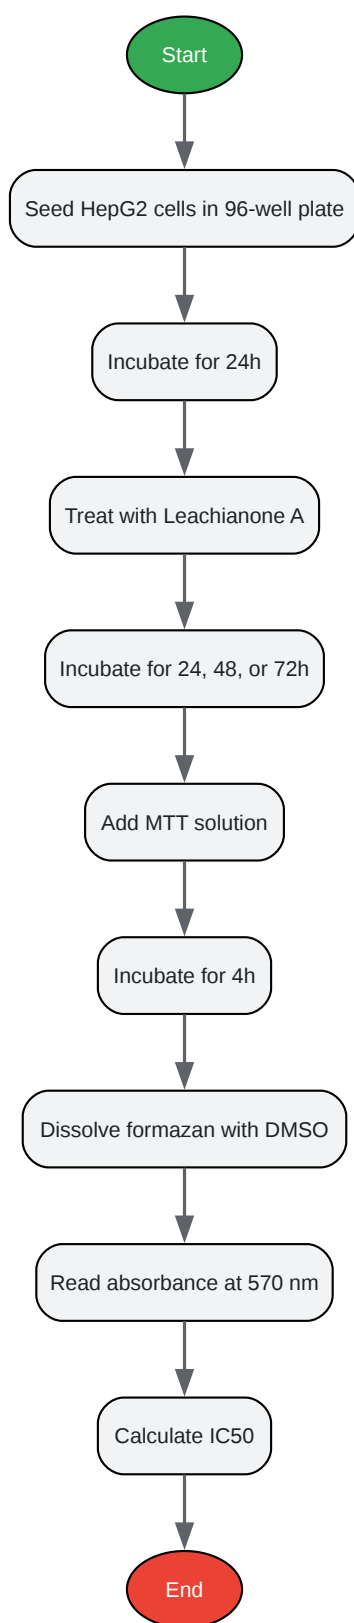 Start
Seed HepG2 cells in 96-well plate
Incubate for 24h
Treat with Leachianone A
Incubate for 24, 48, or 72h
Add MTT solution
Incubate for 4h
Dissolve formazan with DMSO
Read absorbance at 570 nm
Calculate IC50
End